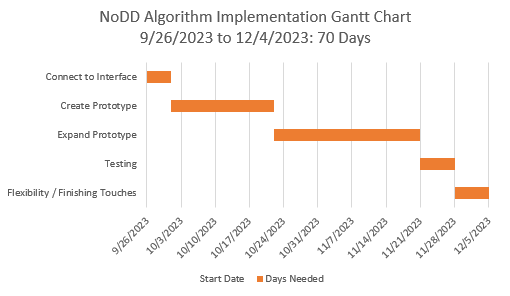 NoDD Algorithm Implementation Gantt Chart
9/26/2023 to 12/4/2023: 70 Days
Connect to Interface
Create Prototype
Expand Prototype
Testing
Flexibility / Finishing Touches
9/26/2023
10/3/2023
10/10/2023
10/17/2023
10/24/2023
10/31/2023
11/7/2023
11/14/2023
11/21/2023
11/28/2023
12/5/2023
Start Date Days Needed